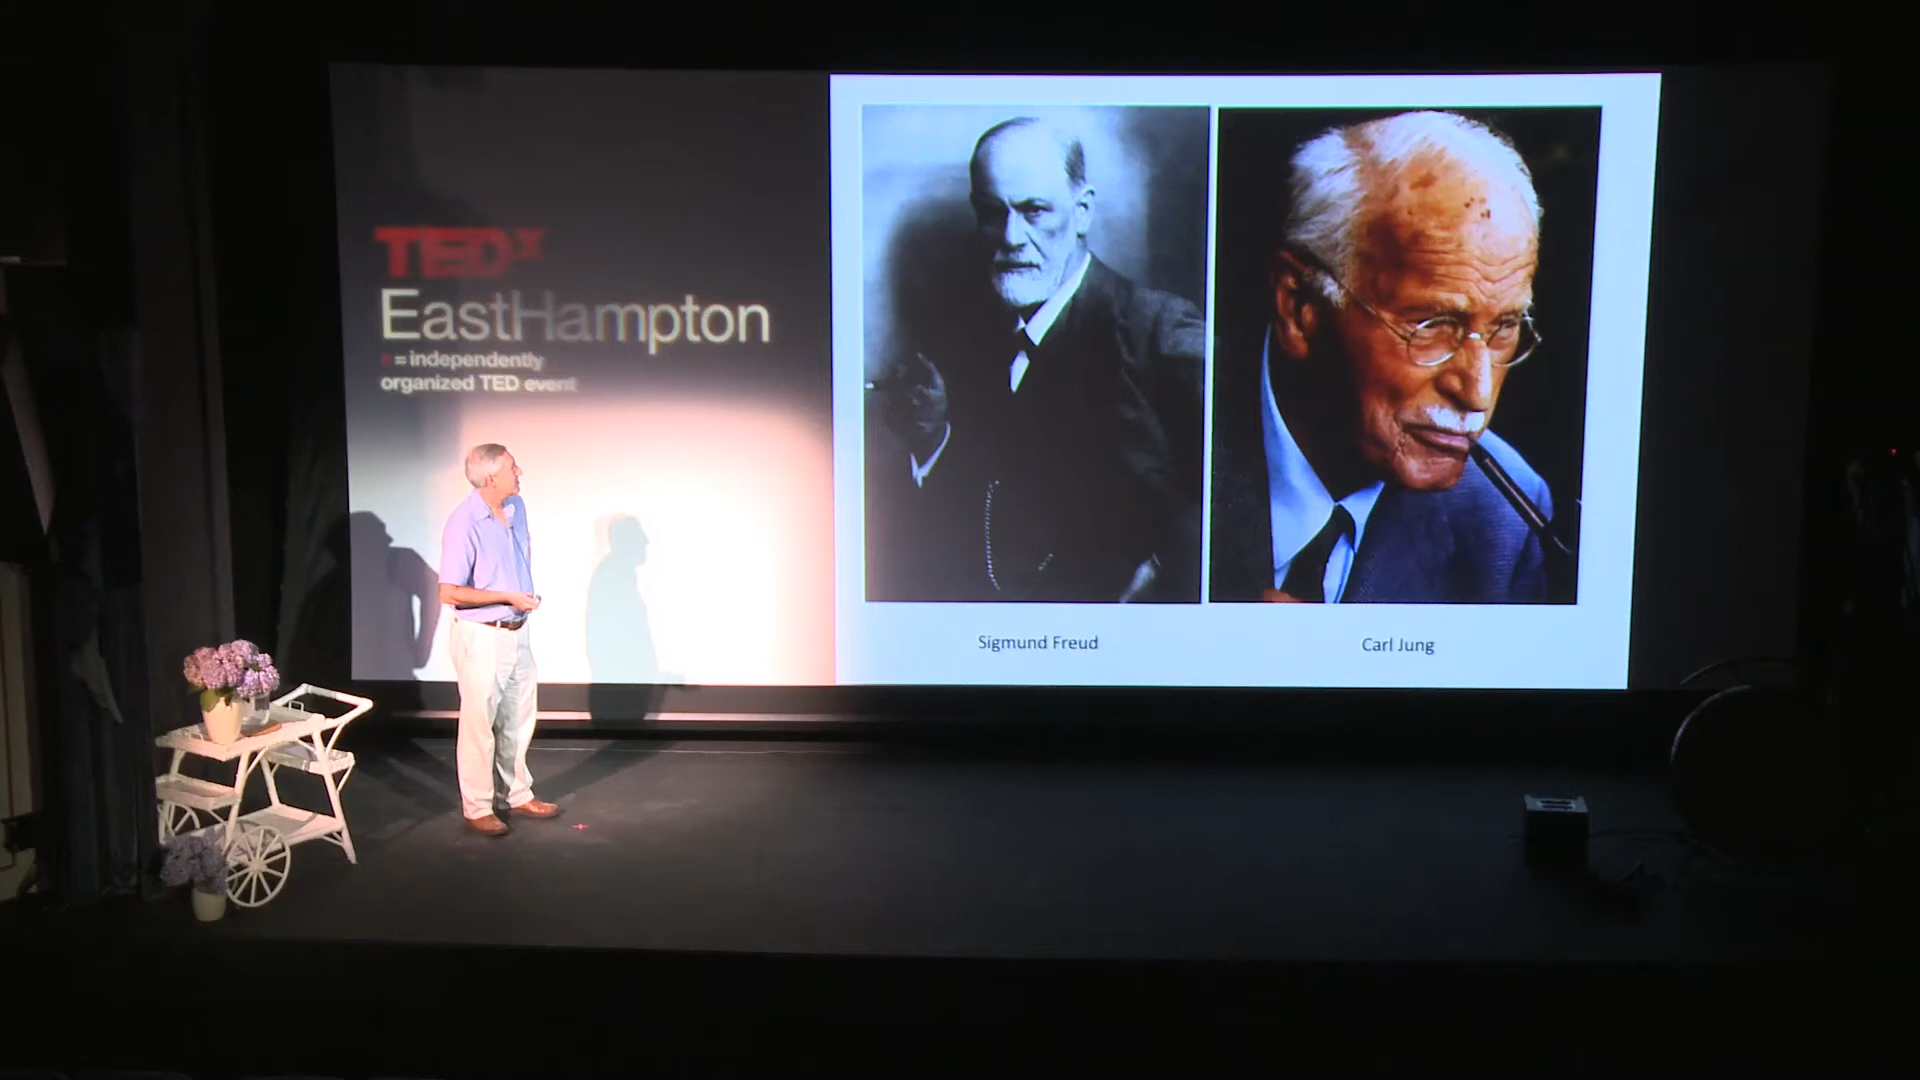 TEDx
EastHampton
x = independently
organized TED event
Sigmund Freud
Carl Jung